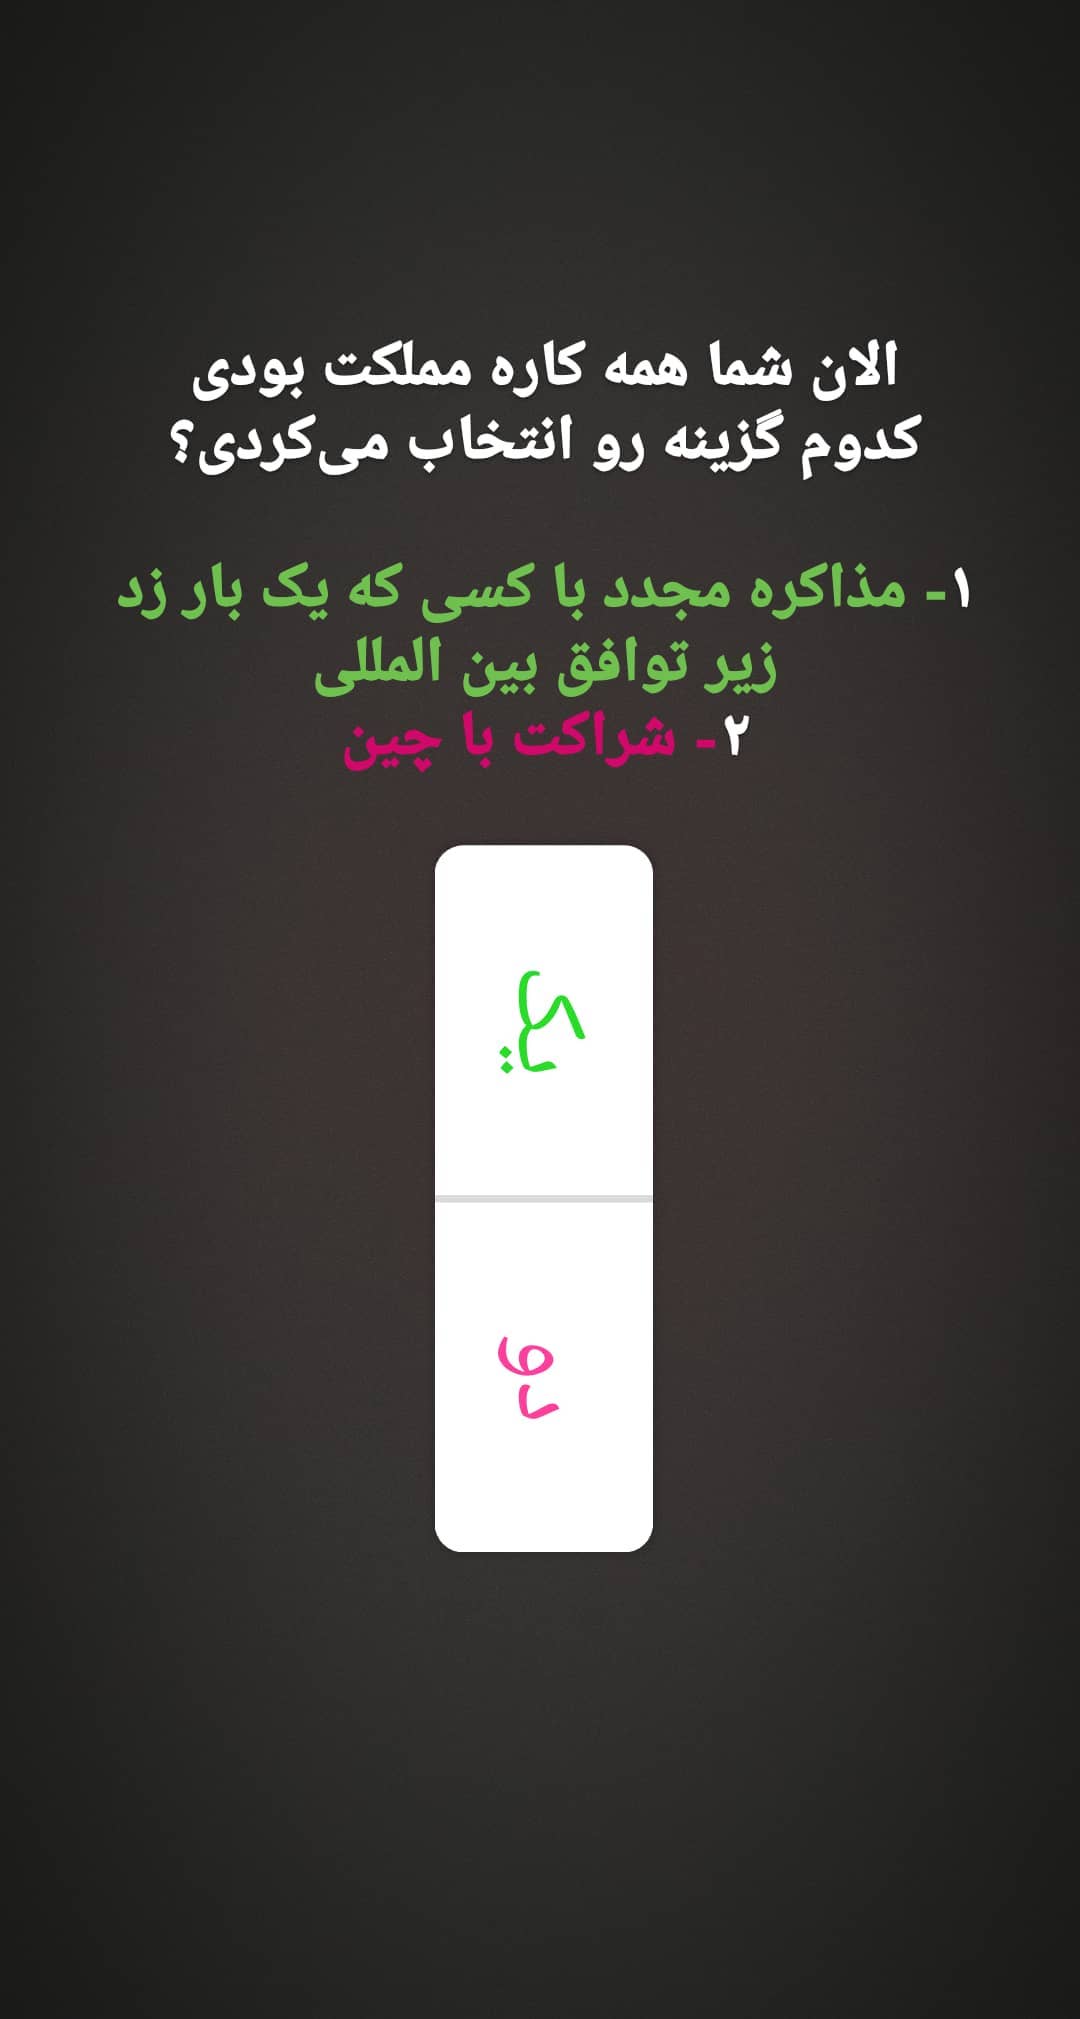 الان شما همه کاره مملکت بودی
کدوم گزینه رو انتخاب می‌کردی؟
۱- مذاکره مجدد با کسی که یک بار زد
زیر توافق بین المللی
۲- شراکت با چین
یک
دو